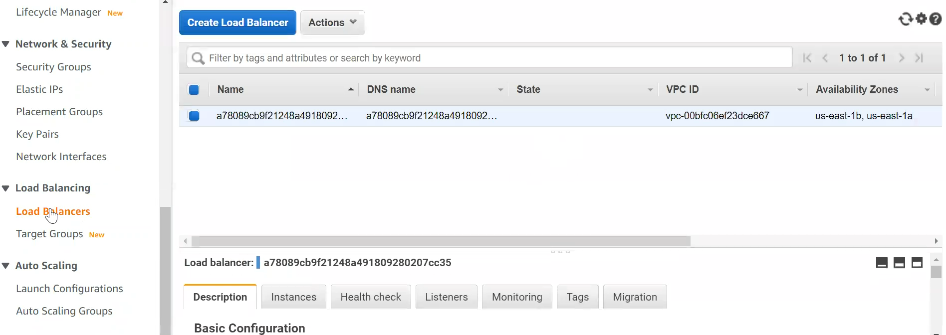 Lifecycle Manager New
Network & Security
Security Groups
Elastic IPs
Placement Groups
Key Pairs
Network Interfaces
Load Balancing
Load Balancers
Target Groups New
Auto Scaling
Launch Configurations
Auto Scaling Groups
Create Load Balancer Actions
Filter by tags and attributes or search by keyword 1 to 1 of 1
Name DNS name State VPC ID Availability Zones
a78089cb9f21248a4918092... a78089cb9f21248a4918092... vpc-00bfc06ef23dce667 us-east-1b, us-east-1a
Load balancer: a78089cb9f21248a491809280207cc35
Description Instances Health check Listeners Monitoring Tags Migration
Basic Configuration